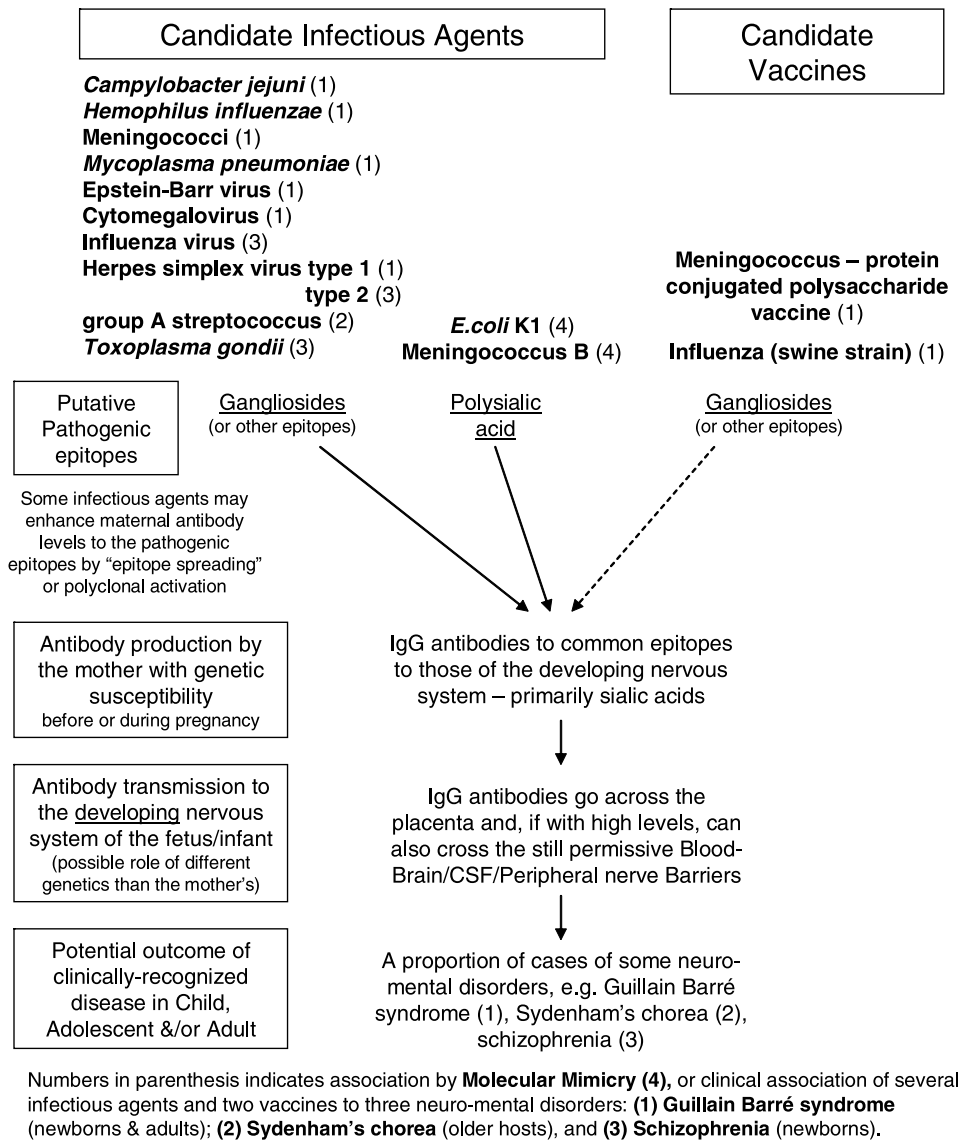 Candidate Infectious Agents
Candidate
Vaccines
Campylobacter jejuni (1)
Hemophilus influenzae (1)
Meningococci (1)
Mycoplasma pneumoniae (1)
Epstein-Barr virus (1)
Cytomegalovirus (1)
Influenza virus (3)
Herpes simplex virus type 1 (1)
type 2 (3)
group A streptococcus (2)
Toxoplasma gondii (3)
E.coli K1 (4)
Meningococcus B (4)
Meningococcus – protein
conjugated polysaccharide
vaccine (1)
Influenza (swine strain) (1)
Putative
Pathogenic
epitopes
Gangliosides
(or other epitopes)
Polysialic
acid
Gangliosides
(or other epitopes)
Some infectious agents may
enhance maternal antibody
levels to the pathogenic
epitopes by “epitope spreading”
or polyclonal activation
Antibody production by
the mother with genetic
susceptibility
before or during pregnancy
IgG antibodies to common epitopes
to those of the developing nervous
system – primarily sialic acids
Antibody transmission to
the developing nervous
system of the fetus/infant
(possible role of different
genetics than the mother’s)
IgG antibodies go across the
placenta and, if with high levels, can
also cross the still permissive Blood-
Brain/CSF/Peripheral nerve Barriers
Potential outcome of
clinically-recognized
disease in Child,
Adolescent &/or Adult
A proportion of cases of some neuro-
mental disorders, e.g. Guillain Barré
syndrome (1), Sydenham’s chorea (2),
schizophrenia (3)
Numbers in parenthesis indicates association by Molecular Mimicry (4), or clinical association of several
infectious agents and two vaccines to three neuro-mental disorders: (1) Guillain Barré syndrome
(newborns & adults); (2) Sydenham’s chorea (older hosts), and (3) Schizophrenia (newborns).